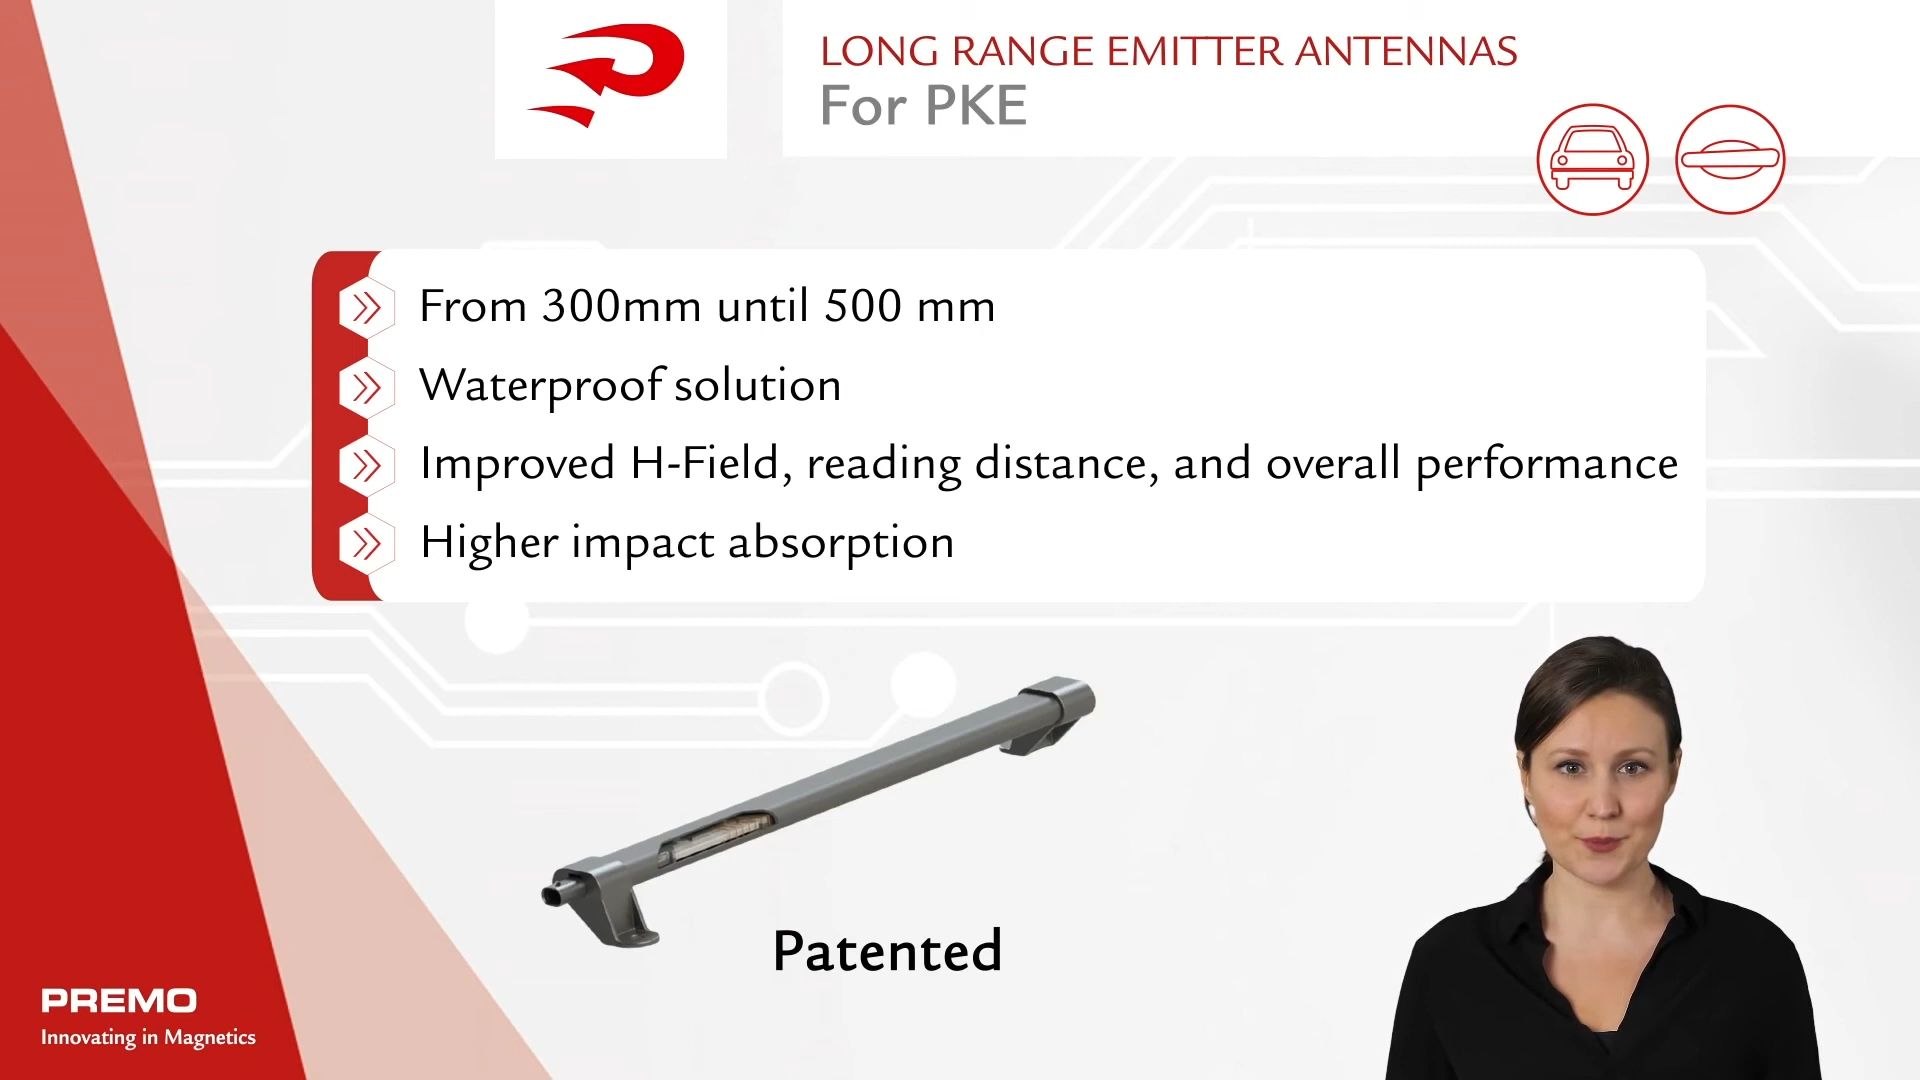 LONG RANGE EMITTER ANTENNAS
For PKE
From 300mm until 500 mm
Waterproof solution
Improved H-Field, reading distance, and overall performance
Higher impact absorption
Patented
PREMO
Innovating in Magnetics